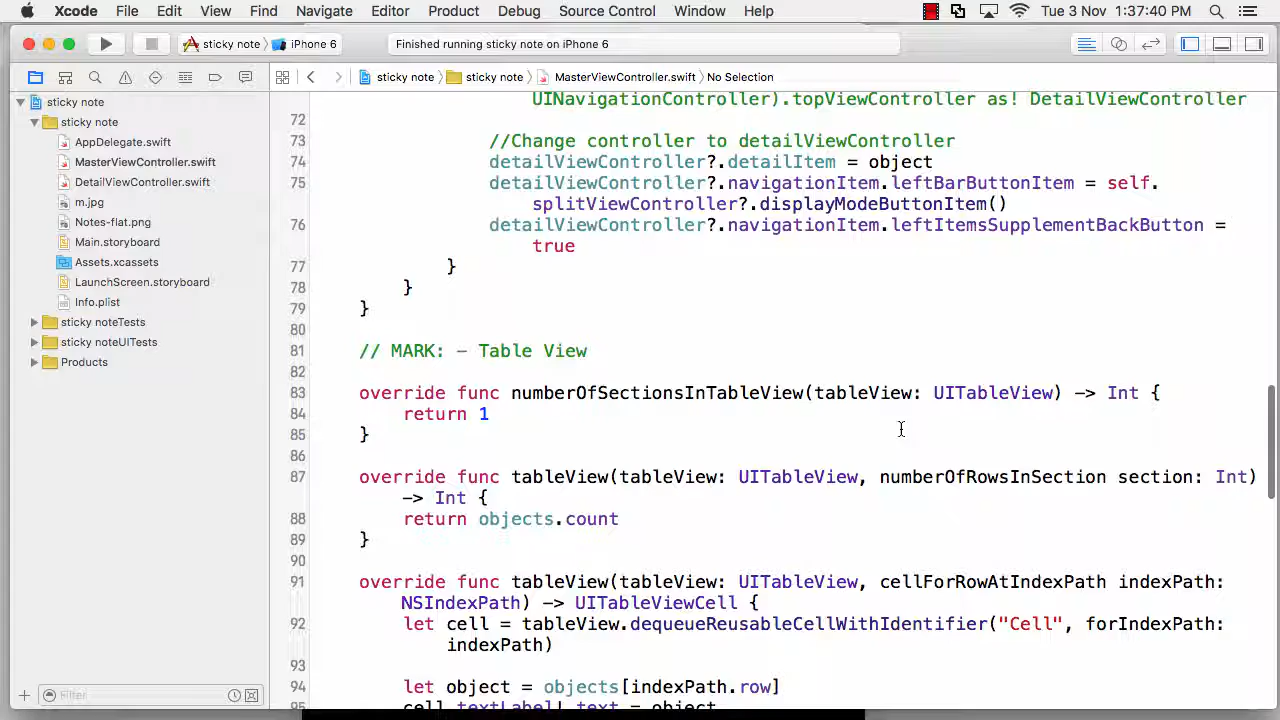 Xcode File Edit View Find Navigate Editor Product Debug Source Control Window Help Tue 3 Nov 1:37:40 PM
sticky note iPhone 6 Finished running sticky note on iPhone 6
sticky note sticky note MasterViewController.swift No Selection
sticky note
sticky note
AppDelegate.swift
MasterViewController.swift
DetailViewController.swift
m.jpg
Notes-flat.png
Main.storyboard
Assets.xcassets
LaunchScreen.storyboard
Info.plist
sticky noteTests
sticky noteUITests
Products
Filter
UINavigationController).topViewController as! DetailViewController
72
73 //Change controller to detailViewController
74 detailViewController?.detailItem = object
75 detailViewController?.navigationItem.leftBarButtonItem = self.
splitViewController?.displayModeButtonItem()
76 detailViewController?.navigationItem.leftItemsSupplementBackButton =
true
77 }
78 }
79 }
80
81 // MARK: - Table View
82
83 override func numberOfSectionsInTableView(tableView: UITableView) -> Int {
84 return 1
85 }
86
87 override func tableView(tableView: UITableView, numberOfRowsInSection section: Int)
-> Int {
88 return objects.count
89 }
90
91 override func tableView(tableView: UITableView, cellForRowAtIndexPath indexPath:
NSIndexPath) -> UITableViewCell {
92 let cell = tableView.dequeueReusableCellWithIdentifier("Cell", forIndexPath:
indexPath)
93
94 let object = objects[indexPath.row]
95 cell.textLabel!.text = object